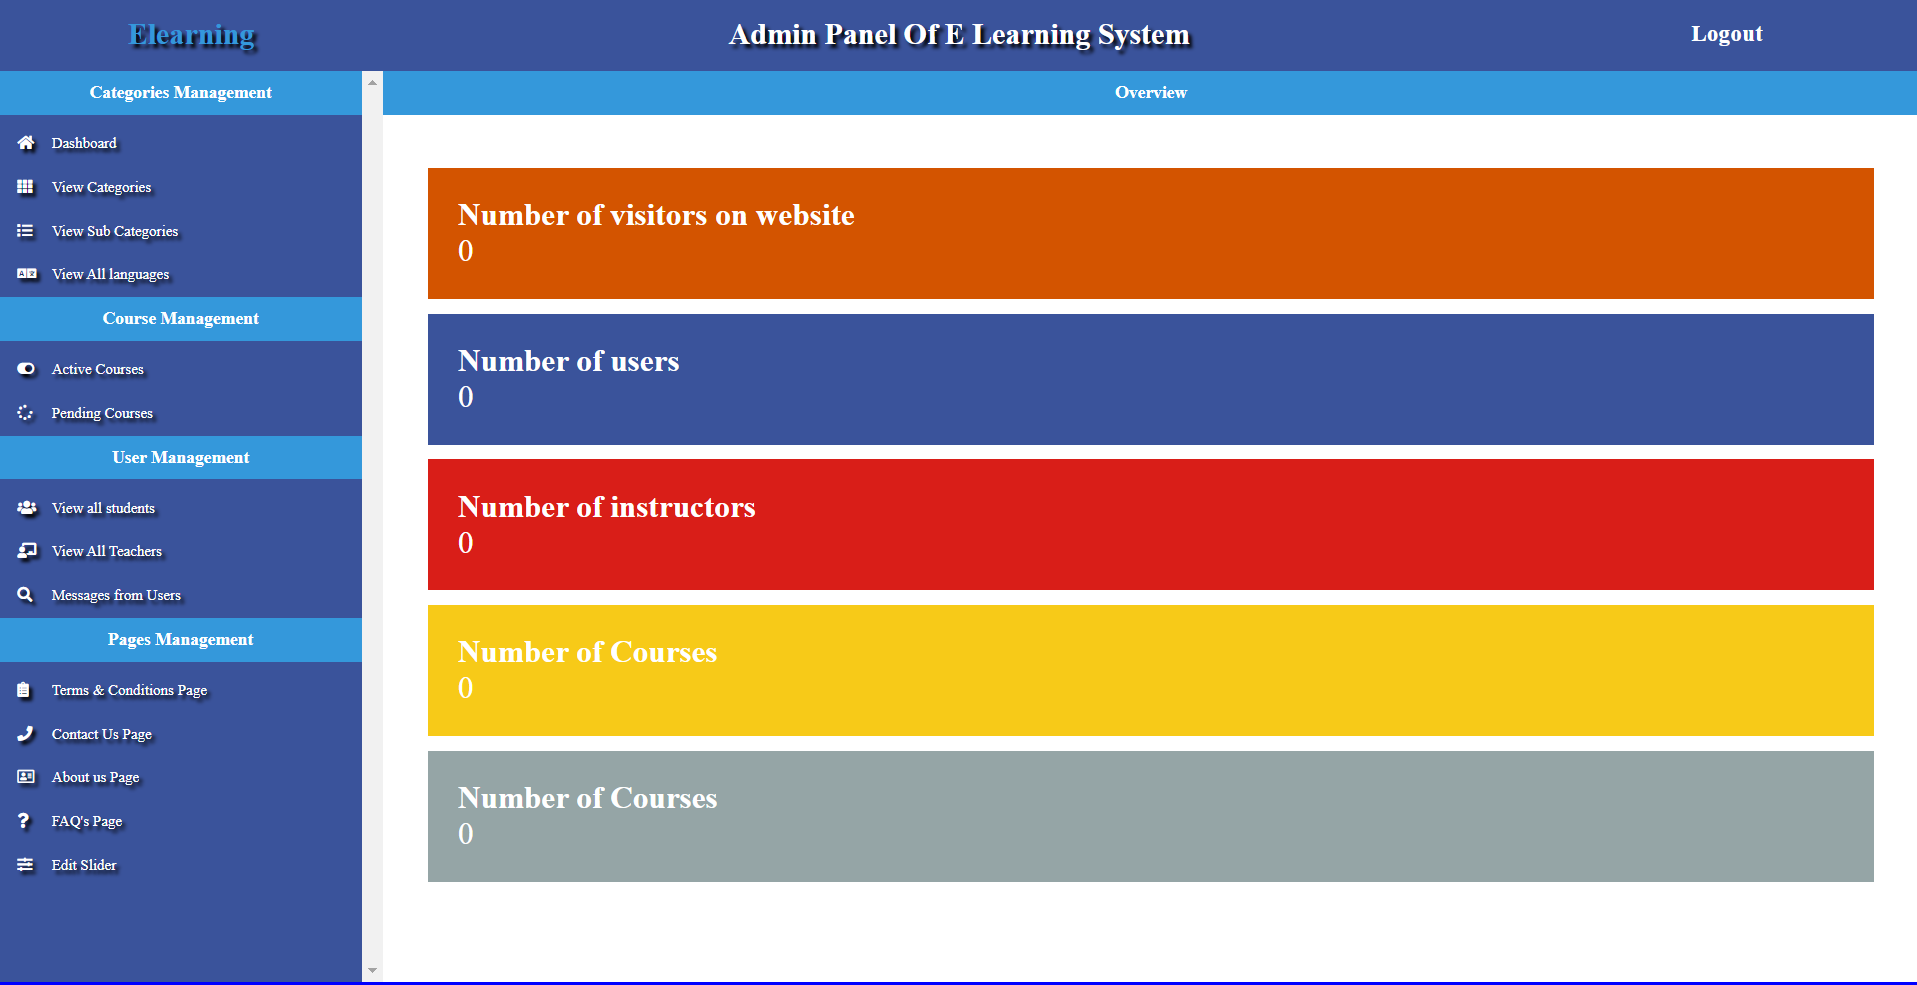 Elearning
Admin Panel Of E Learning System
Logout
Categories Management
Dashboard
View Categories
View Sub Categories
View All languages
Course Management
Active Courses
Pending Courses
User Management
View all students
View All Teachers
Messages from Users
Pages Management
Terms & Conditions Page
Contact Us Page
About us Page
FAQ's Page
Edit Slider
Overview
Number of visitors on website
0
Number of users
0
Number of instructors
0
Number of Courses
0
Number of Courses
0